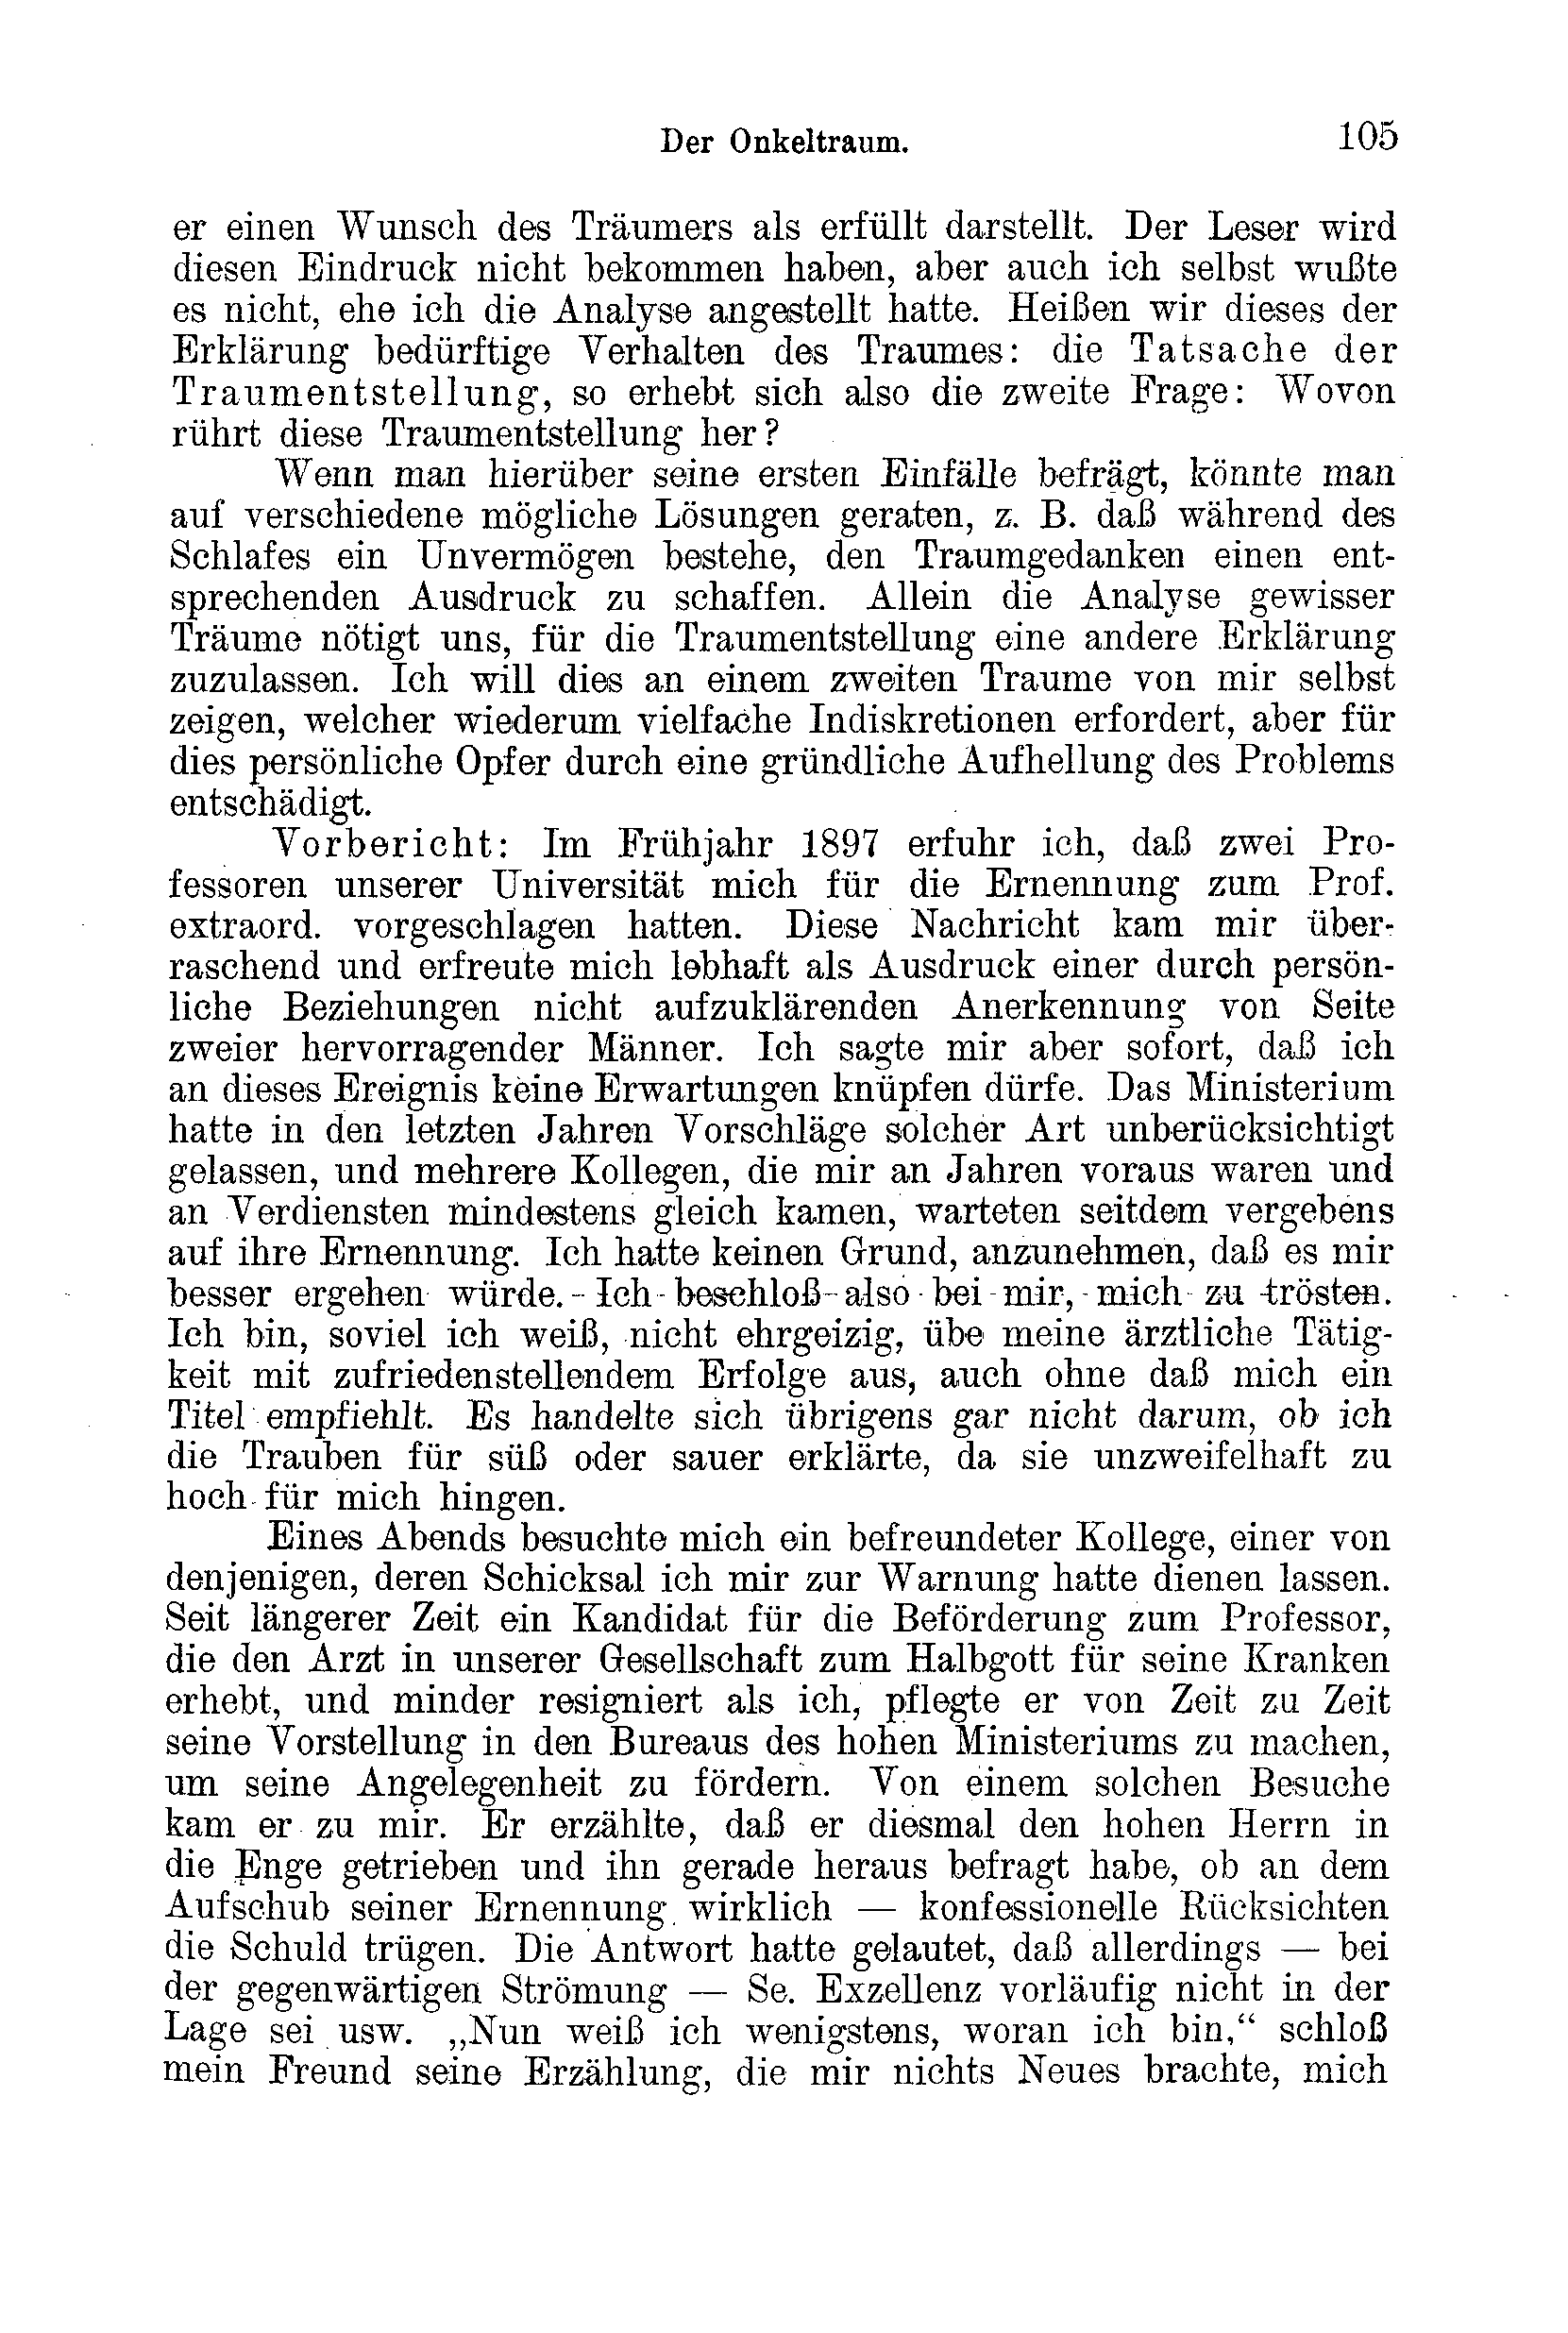 Der Onkeltraum. 105
er einen Wunsch des Träumers als erfüllt darstellt. Der Leser wird
diesen Eindruck nicht bekommen haben, aber auch ich selbst wußte
es nicht, ehe ich die Analyse angestellt hatte. Heißen wir dieses der
Erklärung bedürftige Verhalten des Traumes: die Tatsache der
Traumentstellung, so erhebt sich also die zweite Frage: Wovon
rührt diese Traumentstellung her?
Wenn man hierüber seine ersten Einfälle befrägt, könnte man
auf verschiedene mögliche Lösungen geraten, z. B. daß während des
Schlafes ein Unvermögen bestehe, den Traumgedanken einen ent-
sprechenden Ausdruck zu schaffen. Allein die Analyse gewisser
Träume nötigt uns, für die Traumentstellung eine andere Erklärung
zuzulassen. Ich will dies an einem zweiten Traume von mir selbst
zeigen, welcher wiederum vielfache Indiskretionen erfordert, aber für
dies persönliche Opfer durch eine gründliche Aufhellung des Problems
entschädigt.
Vorbericht: Im Frühjahr 1897 erfuhr ich, daß zwei Pro-
fessoren unserer Universität mich für die Ernennung zum Prof.
extraord. vorgeschlagen hatten. Diese Nachricht kam mir über-
raschend und erfreute mich lebhaft als Ausdruck einer durch persön-
liche Beziehungen nicht aufzuklärenden Anerkennung von Seite
zweier hervorragender Männer. Ich sagte mir aber sofort, daß ich
an dieses Ereignis keine Erwartungen knüpfen dürfe. Das Ministerium
hatte in den letzten Jahren Vorschläge solcher Art unberücksichtigt
gelassen, und mehrere Kollegen, die mir an Jahren voraus waren und
an Verdiensten mindestens gleich kamen, warteten seitdem vergebens
auf ihre Ernennung. Ich hatte keinen Grund, anzunehmen, daß es mir
besser ergehen würde. Ich beschloß also bei mir, mich zu trösten.
Ich bin, soviel ich weiß, nicht ehrgeizig, übe meine ärztliche Tätig-
keit mit zufriedenstellendem Erfolge aus, auch ohne daß mich ein
Titel empfiehlt. Es handelte sich übrigens gar nicht darum, ob ich
die Trauben für süß oder sauer erklärte, da sie unzweifelhaft zu
hoch für mich hingen.
Eines Abends besuchte mich ein befreundeter Kollege, einer von
denjenigen, deren Schicksal ich mir zur Warnung hatte dienen lassen.
Seit längerer Zeit ein Kandidat für die Beförderung zum Professor,
die den Arzt in unserer Gesellschaft zum Halbgott für seine Kranken
erhebt, und minder resigniert als ich, pflegte er von Zeit zu Zeit
seine Vorstellung in den Bureaus des hohen Ministeriums zu machen,
um seine Angelegenheit zu fördern. Von einem solchen Besuche
kam er zu mir. Er erzählte, daß er diesmal den hohen Herrn in
die Enge getrieben und ihn gerade heraus befragt habe, ob an dem
Aufschub seiner Ernennung wirklich — konfessionelle Rücksichten
die Schuld trügen. Die Antwort hatte gelautet, daß allerdings — bei
der gegenwärtigen Strömung — Se. Exzellenz vorläufig nicht in der
Lage sei usw. „Nun weiß ich wenigstens, woran ich bin,“ schloß
mein Freund seine Erzählung, die mir nichts Neues brachte, mich